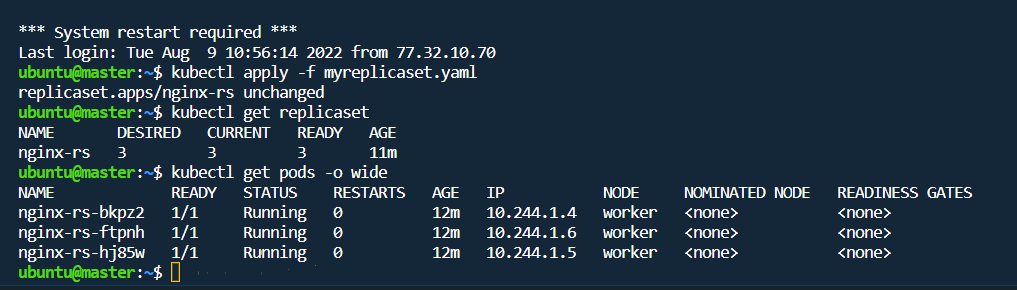 *** System restart required ***
Last login: Tue Aug  9 10:56:14 2022 from 77.32.10.70
ubuntu@master:~$ kubectl apply -f myreplicaset.yaml
replicaset.apps/nginx-rs unchanged
ubuntu@master:~$ kubectl get replicaset
NAME       DESIRED   CURRENT   READY   AGE
nginx-rs   3         3         3       11m
ubuntu@master:~$ kubectl get pods -o wide
NAME             READY   STATUS    RESTARTS   AGE   IP           NODE     NOMINATED NODE   READINESS GATES
nginx-rs-bkpz2   1/1     Running   0          12m   10.244.1.4   worker   <none>           <none>
nginx-rs-ftpnh   1/1     Running   0          12m   10.244.1.6   worker   <none>           <none>
nginx-rs-hj85w   1/1     Running   0          12m   10.244.1.5   worker   <none>           <none>
ubuntu@master:~$